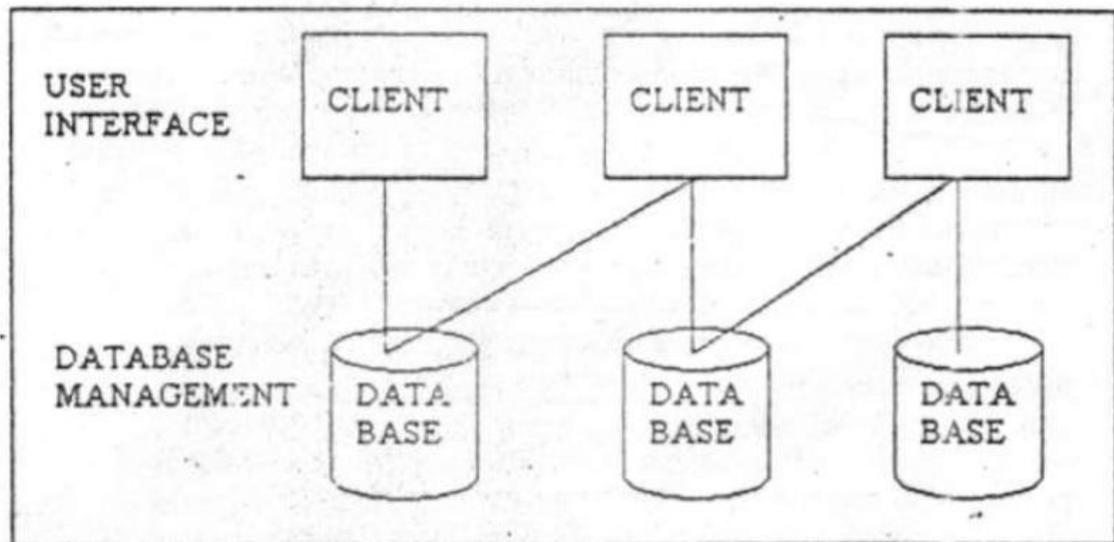 USER
INTERFACE
CLIENT
CLIENT
CLIENT
DATABASE
MANAGEMENT
DATA
BASE
DATA
BASE
DATA
BASE